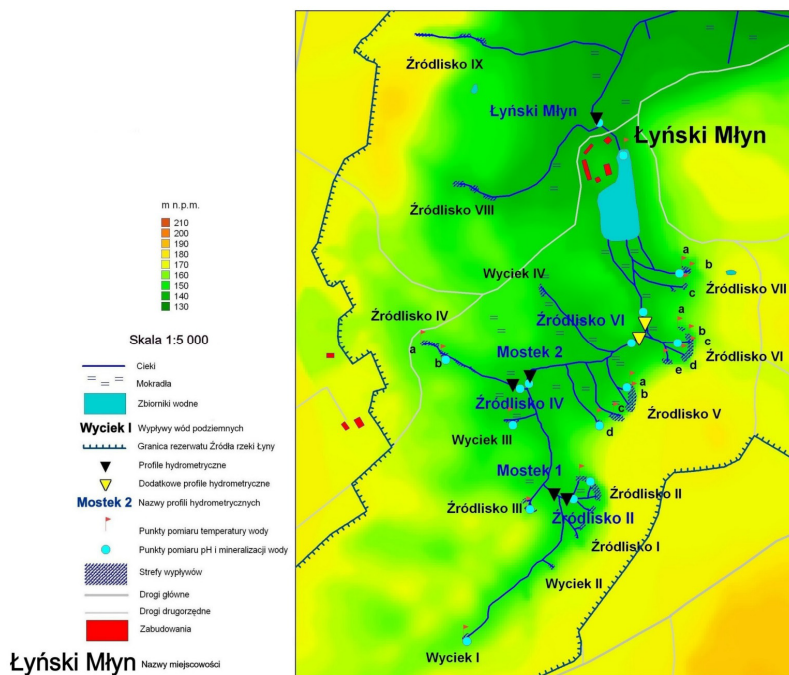 m n.p.m.
210
200
190
180
170
160
150
140
130
Skala 1:5 000
Cieki
Mokradła
Zbiorniki wodne
Wyciek I Wypływy wód podziemnych
Granica rezerwatu Źródła rzeki Łyny
Profile hydrometryczne
Dodatkowe profile hydrometryczne
Mostek 2 Nazwy profili hydrometrycznych
Punkty pomiaru temperatury wody
Punkty pomiaru pH i mineralizacji wody
Strefy wypływów
Drogi główne
Drogi drugorzędne
Zabudowania
Łyński Młyn Nazwy miejscowości
Źródlisko IX
Łyński Młyn
Łyński Młyn
Źródlisko VIII
a
b
c
Źródlisko VII
Wyciek IV
Źródlisko IV
a
b
Źródlisko VI
b
a
c
d
e
Źródlisko VI
Mostek 2
Źródlisko IV
a
b
c
d
Źrodlisko V
Wyciek III
Mostek 1
Źródlisko II
Źródlisko III
Źródlisko II
Źródlisko I
Wyciek II
Wyciek I